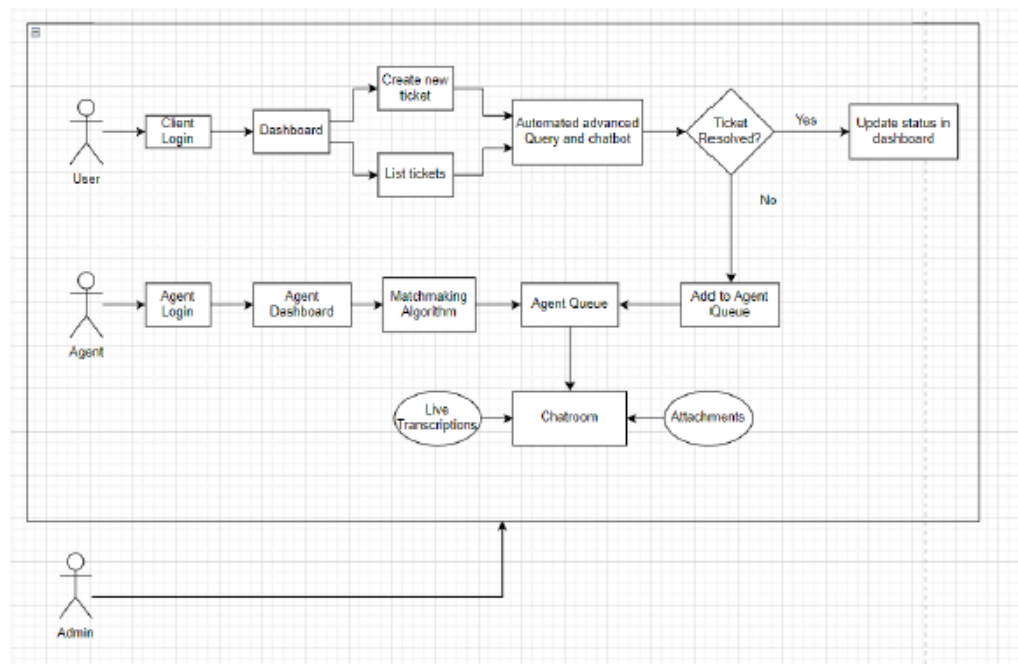 Create new
ticket
Client
Login
Dashboard
Automated advanced
Query and chatbot
Ticket
Resolved?
Yes
Update status in
dashboard
List tickets
User
No
Agent
Login
Agent
Dashboard
Matchmaking
Algorithm
Agent Queue
Add to Agent
Queue
Agent
Live
Transcriptions
Chatroom
Attachments
Admin